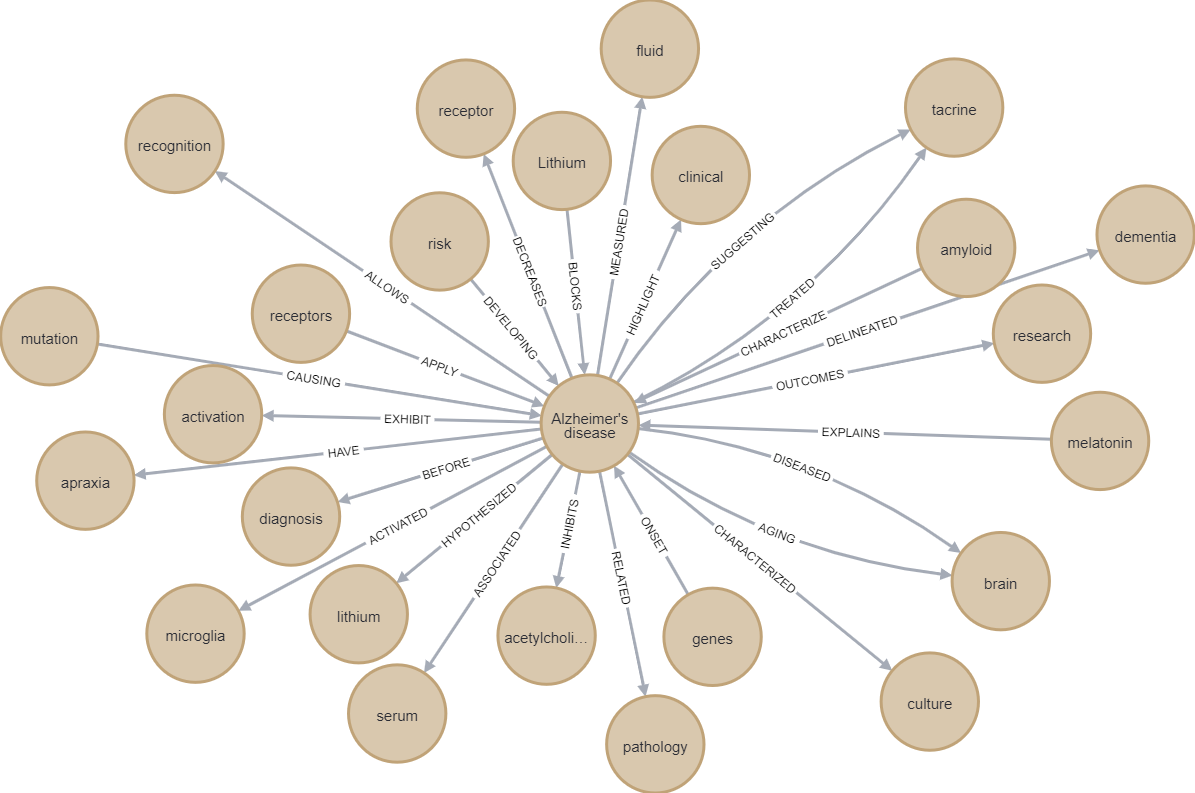 fluid
receptor
tacrine
recognition
Lithium
clinical
risk
dementia
amyloid
MEASURED
SUGGESTING
DECREASES
BLOCKS
ALLOWS
HIGHLIGHT
TREATED
receptors
DEVELOPING
CHARACTERIZE
DELINEATED
mutation
research
APPLY
CAUSING
OUTCOMES
activation
EXHIBIT
Alzheimer's
disease
EXPLAINS
melatonin
HAVE
BEFORE
DISEASED
apraxia
diagnosis
ACTIVATED
HYPOTHESIZED
INHIBITS
ONSET
AGING
ASSOCIATED
RELATED
CHARACTERIZED
brain
lithium
microglia
acetylcholi...
genes
serum
culture
pathology